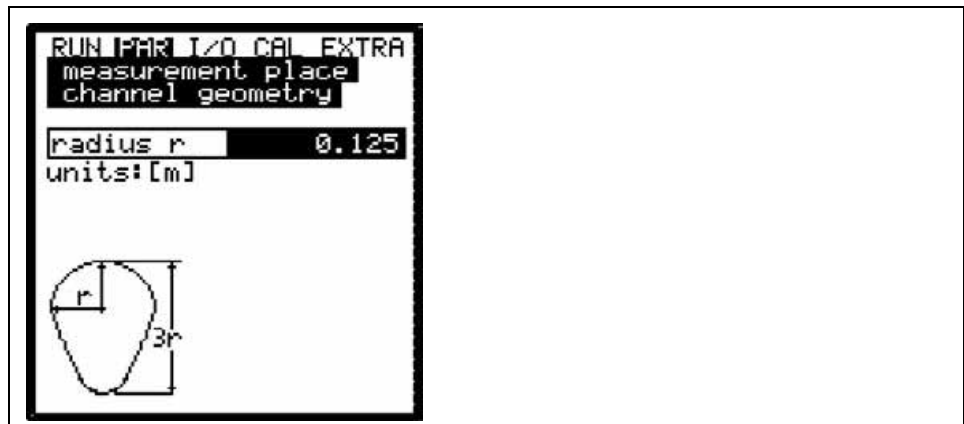 RUN PAR I/O CAL EXTRA
measurement place
channel geometry
radius r 0.125
units:[m]
r
3r